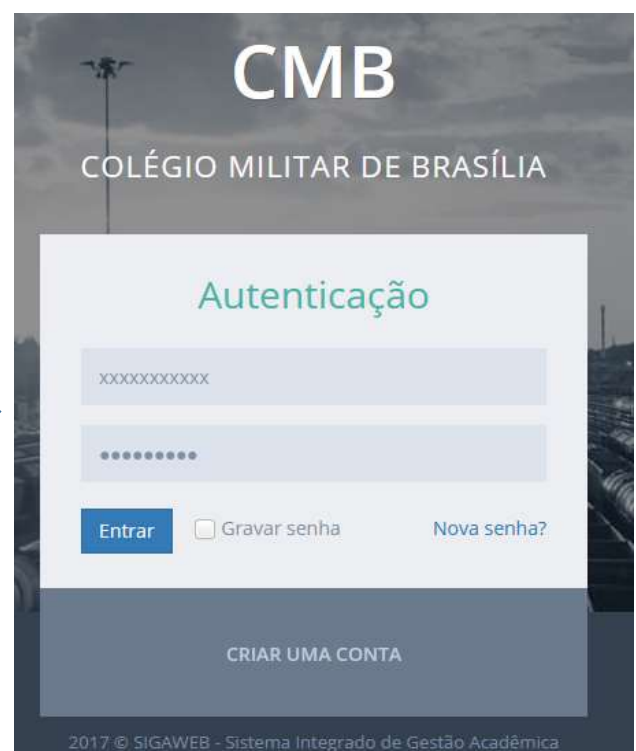 CMB
COLÉGIO MILITAR DE BRASÍLIA
Autenticação
xxxxxxxxxxx
•••••••••
Entrar Gravar senha Nova senha?
CRIAR UMA CONTA
2017 © SIGAWEB - Sistema Integrado de Gestão Acadêmica